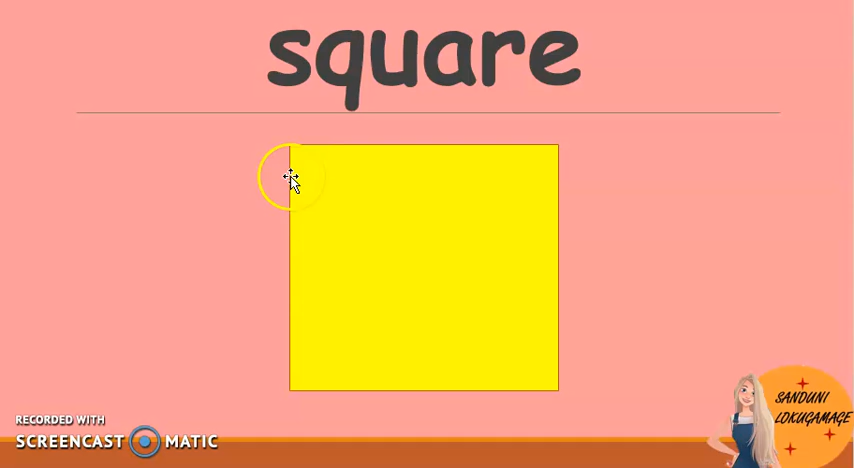 square
SANDUNI
LOKUGAMAGE
RECORDED WITH
SCREENCAST MATIC